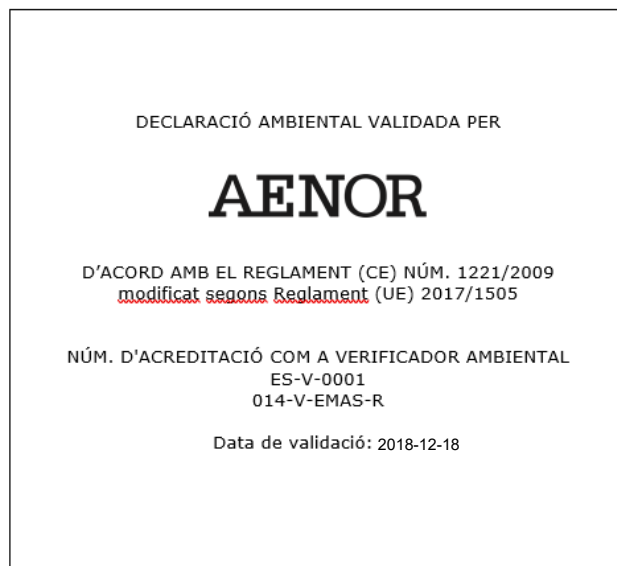 DECLARACIÓ AMBIENTAL VALIDADA PER
AENOR
D'ACORD AMB EL REGLAMENT (CE) NÚM. 1221/2009
modificat segons Reglament (UE) 2017/1505
NÚM. D'ACREDITACIÓ COM A VERIFICADOR AMBIENTAL
ES-V-0001
014-V-EMAS-R
Data de validació: 2018-12-18